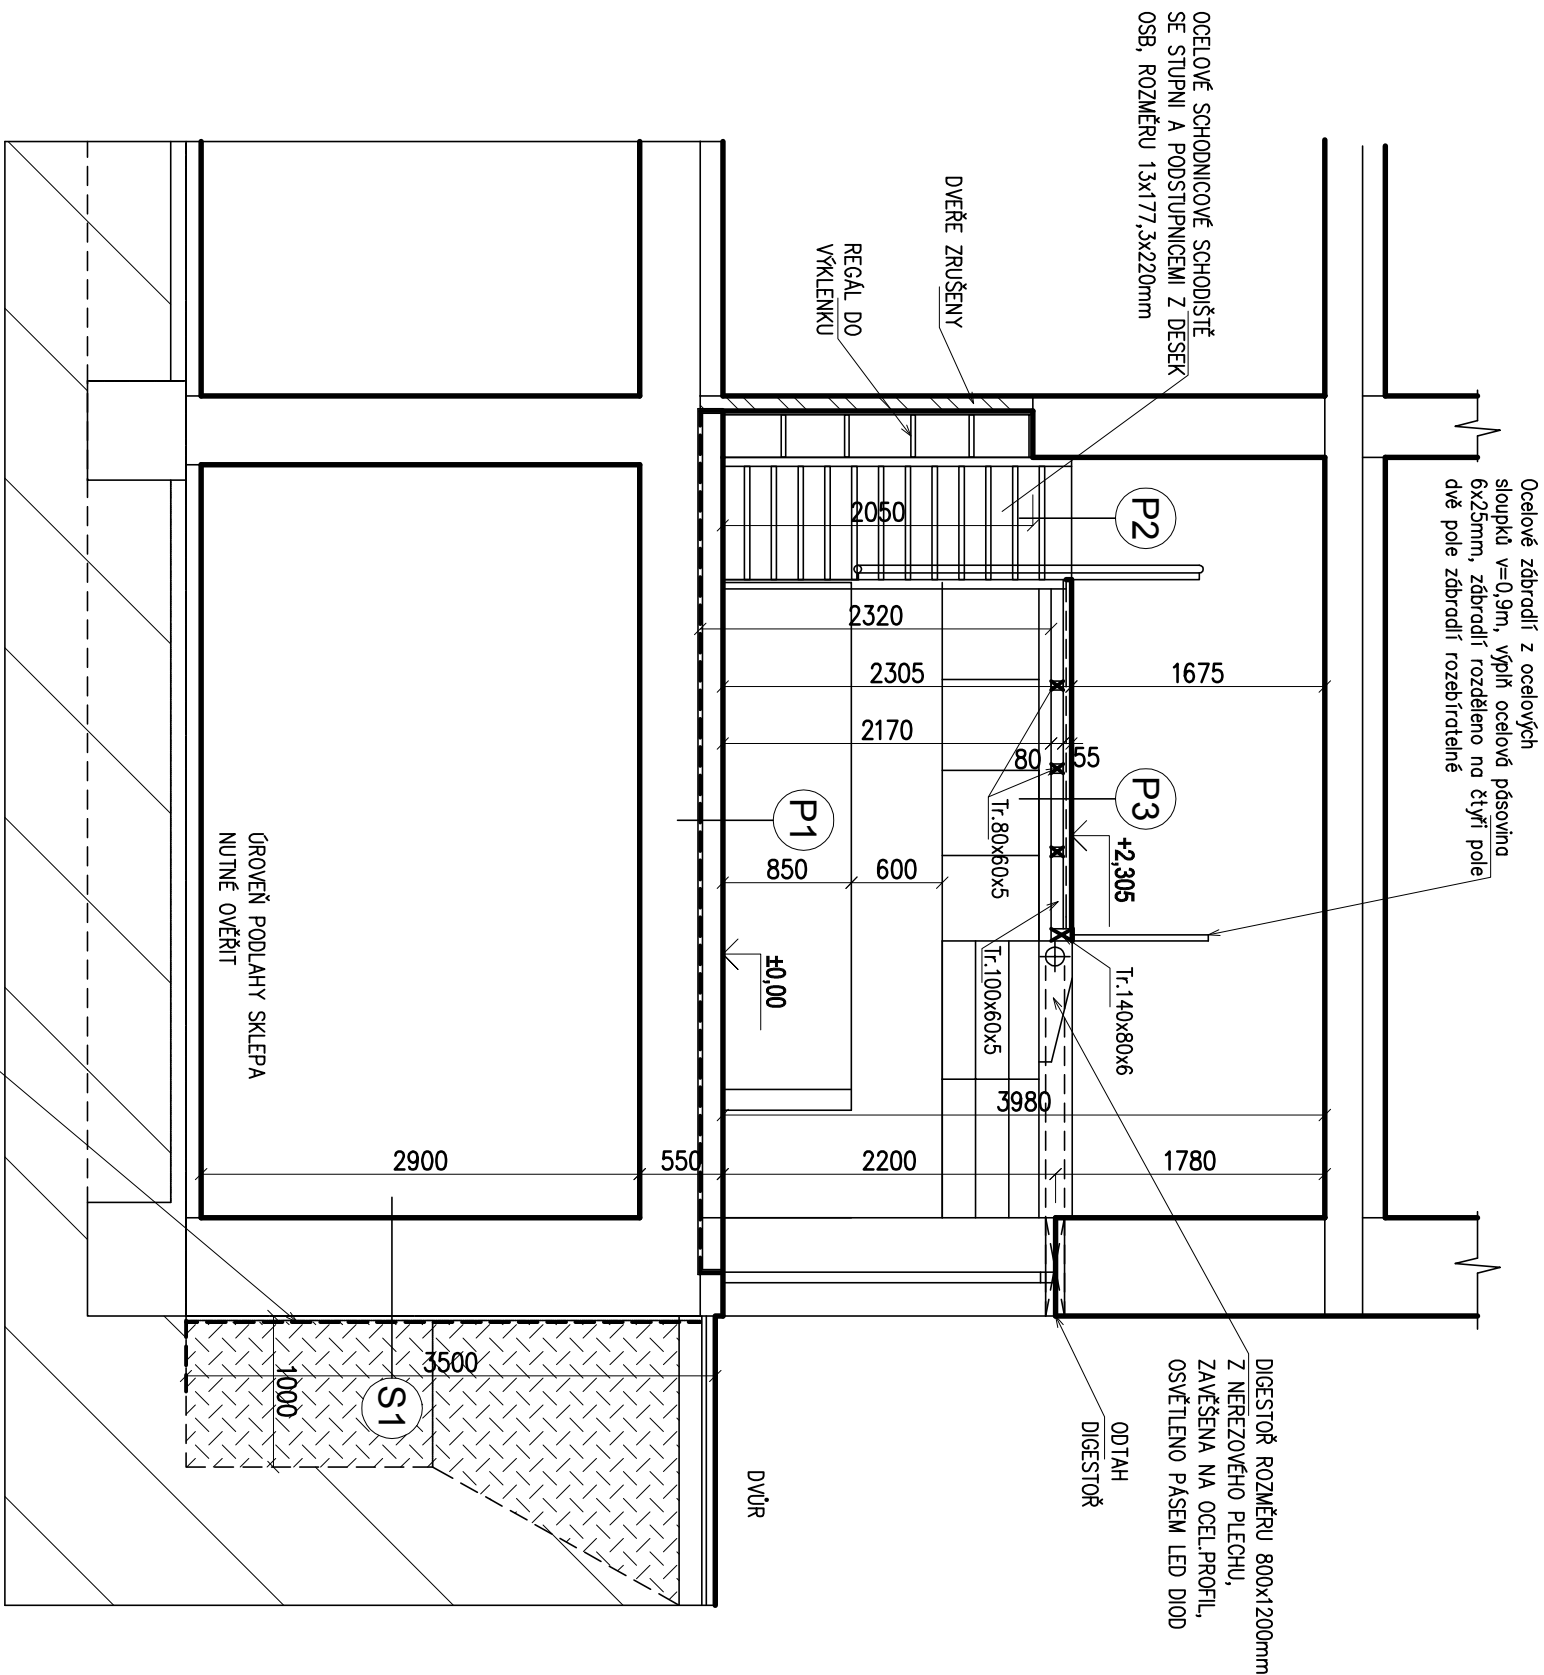 OCELOVÉ SCHODNICOVÉ SCHODIŠTĚ
SE STUPNI A PODSTUPNICEMI Z DESEK
OSB, ROZMĚRU 13x177,3x220mm
DVEŘE ZRUŠENY
REGÁL DO
VÝKLENKU
Ocelové zábradlí z ocelových
sloupků v=0,9m, výplň ocelová pásovina
6x25mm, zábradlí rozděleno na čtyři pole
dvě pole zábradlí rozebíratelné
P2
2050
2320
2305
1675
2170
80
55
P3
Tr.80x60x5
+2,305
P1
850
600
±0,00
Tr.100x60x5
Tr.140x80x6
3980
2900
550
2200
1780
ÚROVEŇ PODLAHY SKLEPA
NUTNÉ OVĚŘIT
3500
1000
S1
DVŮR
ODTAH
DIGESTOŘ
DIGESTOŘ ROZMĚRU 800x1200mm
Z NEREZOVÉHO PLECHU,
ZAVĚŠENA NA OCEL.PROFIL,
OSVĚTLENO PÁSEM LED DIOD